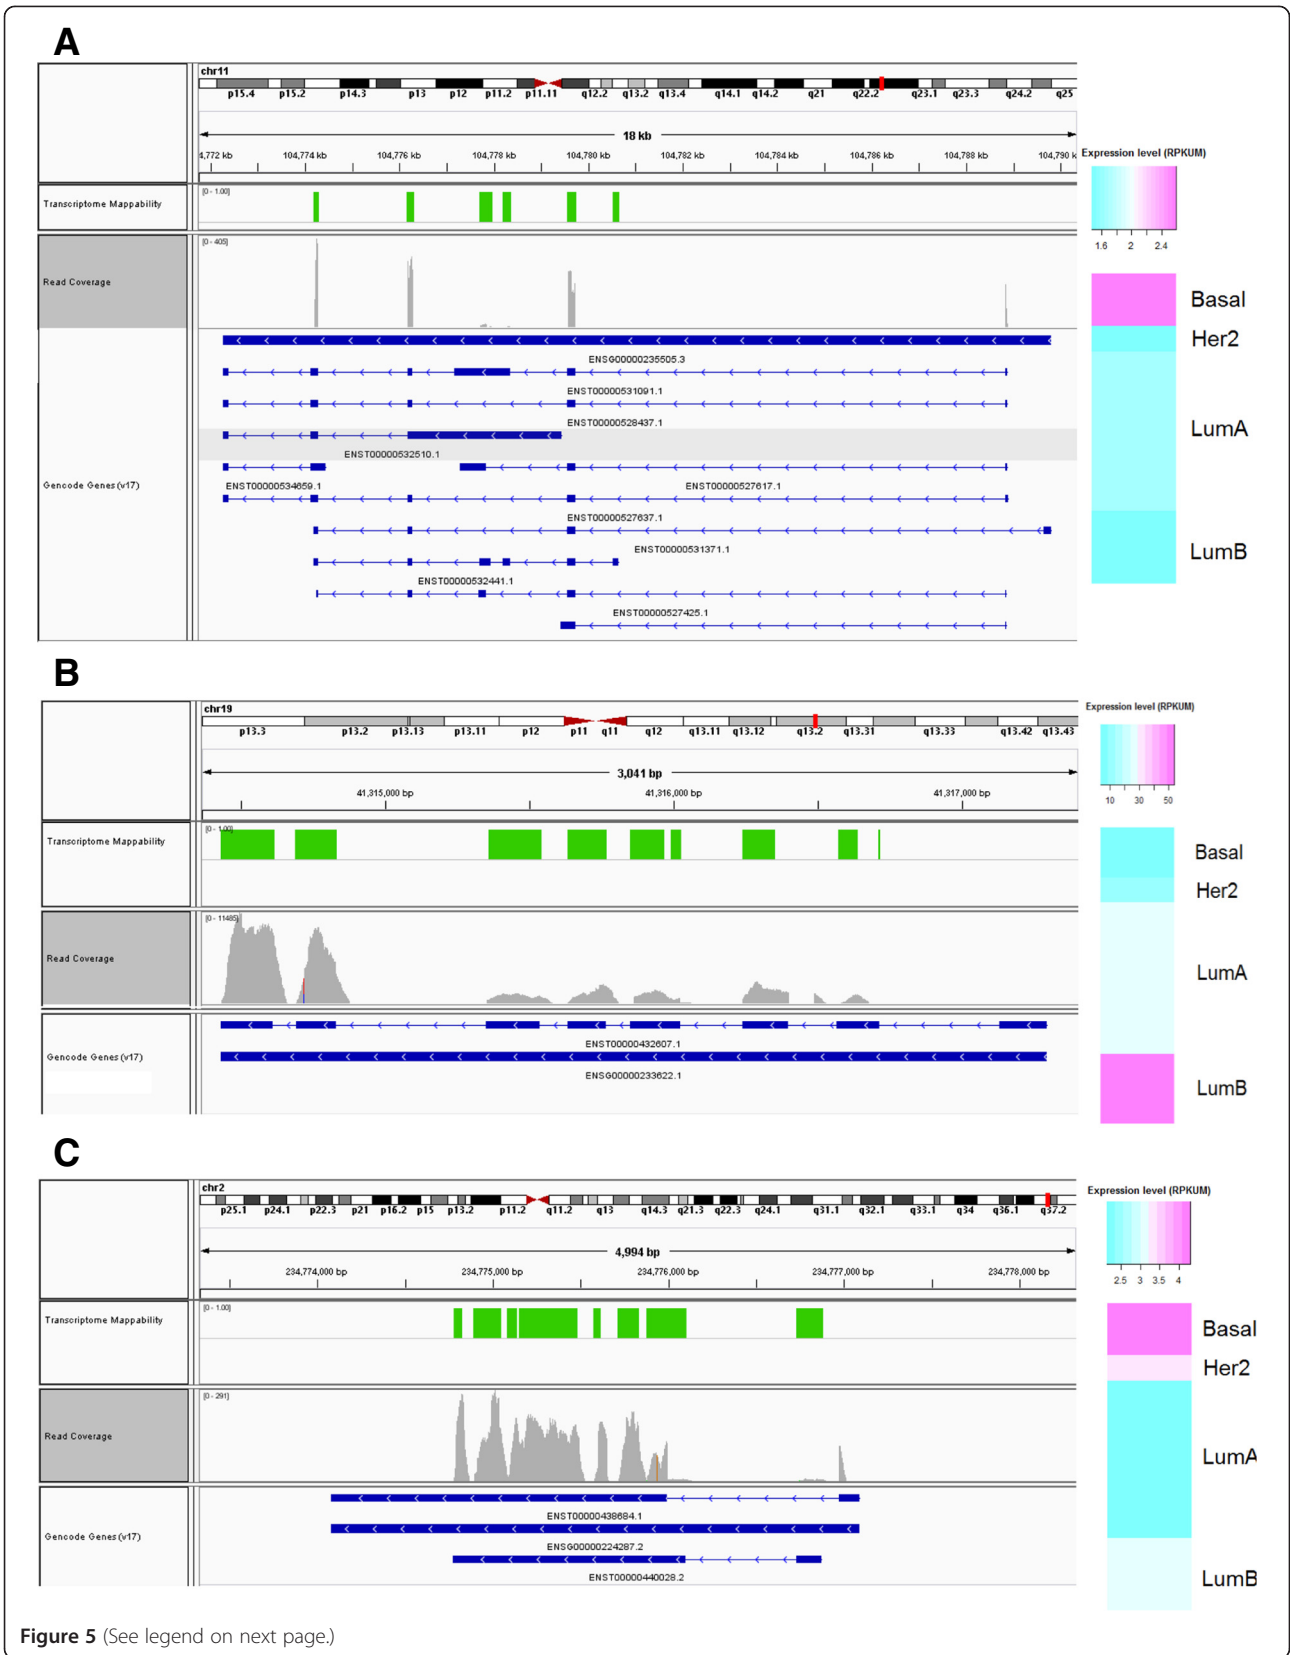 A
chr11
p15.4 p15.2 p14.3 p13 p12 p11.2 p11.11 q12.2 q13.2 q13.4 q14.1 q14.2 q21 q22.2 q23.1 q23.3 q24.2 q25
18 kb
4,772 kb 104,774 kb 104,776 kb 104,778 kb 104,780 kb 104,782 kb 104,784 kb 104,786 kb 104,788 kb 104,790 k
Expression level (RPKUM)
1.6 2 2.4
Transcriptome Mappability
[0 - 1.00]
Read Coverage
[0 - 405]
Basal
Her2
LumA
LumB
Gencode Genes (v17)
ENSG00000235505.3
ENST00000531091.1
ENST00000528437.1
ENST00000532510.1
ENST00000534659.1 ENST00000527617.1
ENST00000527637.1
ENST00000531371.1
ENST00000532441.1
ENST00000527425.1
B
chr19
p13.3 p13.2 p13.13 p13.11 p12 p11 q11 q12 q13.11 q13.12 q13.2 q13.31 q13.33 q13.42 q13.43
3,041 bp
41,315,000 bp 41,316,000 bp 41,317,000 bp
Expression level (RPKUM)
10 30 50
Transcriptome Mappability
[0 - 1.00]
Read Coverage
[0 - 11485]
Basal
Her2
LumA
LumB
Gencode Genes (v17)
ENST00000432607.1
ENSG00000233622.1
C
chr2
p25.1 p24.1 p22.3 p21 p16.2 p15 p13.2 p11.2 q11.2 q13 q14.3 q21.3 q22.3 q24.1 q31.1 q32.1 q33.1 q34 q36.1 q37.2
4,994 bp
234,774,000 bp 234,775,000 bp 234,776,000 bp 234,777,000 bp 234,778,000 bp
Expression level (RPKUM)
2.5 3 3.5 4
Transcriptome Mappability
[0 - 1.00]
Read Coverage
[0 - 291]
Basal
Her2
LumA
LumB
Gencode Genes (v17)
ENST00000438684.1
ENSG00000224287.2
ENST00000440028.2
Figure 5 (See legend on next page.)